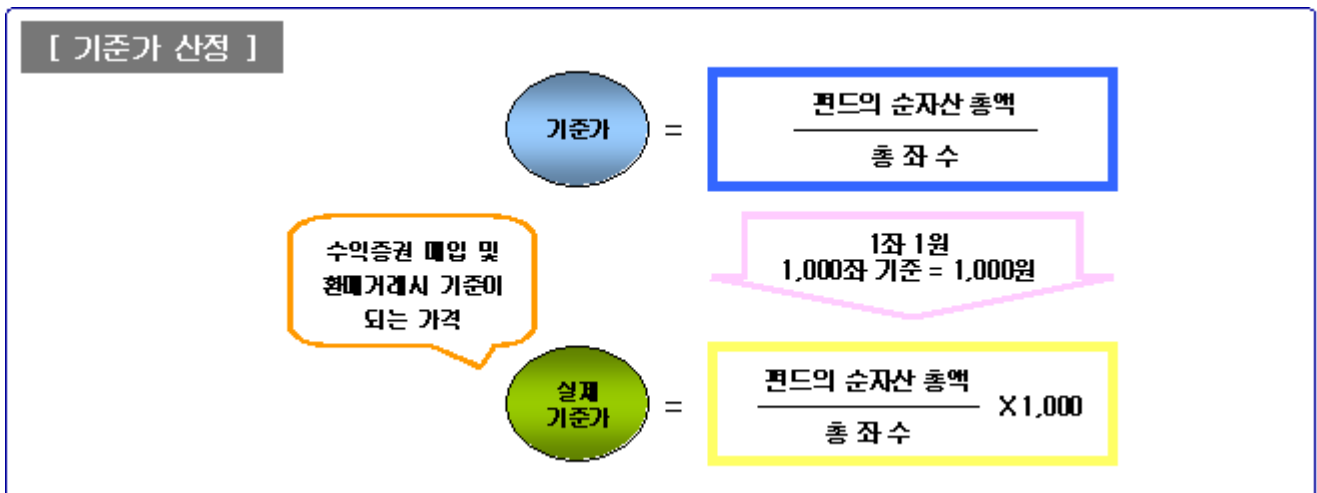 [ 기준가 산정 ]
기준가 = 펀드의 순자산 총액
총 좌 수
수익증권 매입 및
환매거래시 기준이
되는 가격
1좌 1원
1,000좌 기준 = 1,000원
실제
기준가 = 펀드의 순자산 총액
총 좌 수
X 1,000